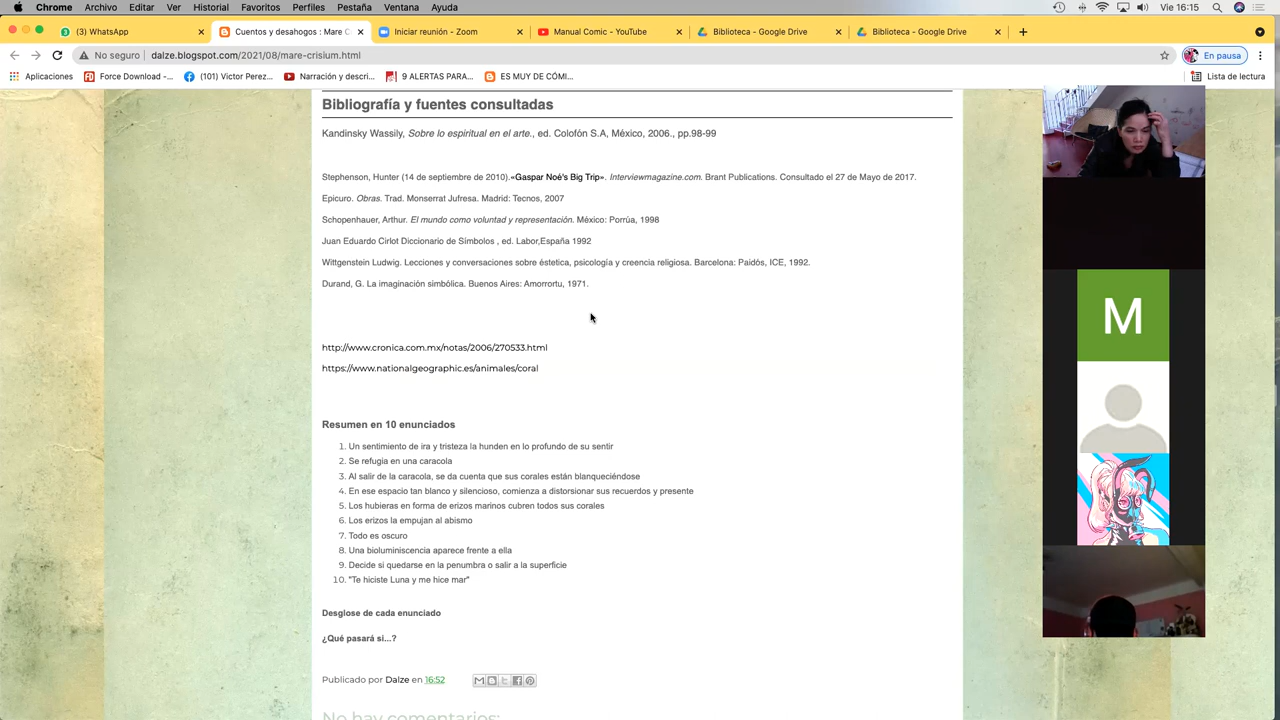 Chrome Archivo Editar Ver Historial Favoritos Perfiles Pestaña Ventana Ayuda
Vie 16:15
(3) WhatsApp
Cuentos y desahogos : Mare C
Iniciar reunión - Zoom
Manual Comic - YouTube
Biblioteca - Google Drive
Biblioteca - Google Drive
No seguro
dalze.blogspot.com/2021/08/mare-crisium.html
En pausa
Aplicaciones
Force Download -...
(101) Victor Perez...
Narración y descri...
9 ALERTAS PARA...
ES MUY DE CÓMI...
Lista de lectura
Bibliografía y fuentes consultadas
Kandinsky Wassily, Sobre lo espiritual en el arte., ed. Colofón S.A, México, 2006., pp.98-99
Stephenson, Hunter (14 de septiembre de 2010).«Gaspar Noé's Big Trip». Interviewmagazine.com. Brant Publications. Consultado el 27 de Mayo de 2017.
Epicuro. Obras. Trad. Monserrat Jufresa. Madrid: Tecnos, 2007
Schopenhauer, Arthur. El mundo como voluntad y representación. México: Porrúa, 1998
Juan Eduardo Cirlot Diccionario de Símbolos , ed. Labor,España 1992
Wittgenstein Ludwig. Lecciones y conversaciones sobre éstetica, psicología y creencia religiosa. Barcelona: Paidós, ICE, 1992.
Durand, G. La imaginación simbólica. Buenos Aires: Amorrortu, 1971.
http://www.cronica.com.mx/notas/2006/270533.html
https://www.nationalgeographic.es/animales/coral
M
Resumen en 10 enunciados
1. Un sentimiento de ira y tristeza la hunden en lo profundo de su sentir
2. Se refugia en una caracola
3. Al salir de la caracola, se da cuenta que sus corales están blanqueciéndose
4. En ese espacio tan blanco y silencioso, comienza a distorsionar sus recuerdos y presente
5. Los hubieras en forma de erizos marinos cubren todos sus corales
6. Los erizos la empujan al abismo
7. Todo es oscuro
8. Una bioluminiscencia aparece frente a ella
9. Decide si quedarse en la penumbra o salir a la superficie
10. "Te hiciste Luna y me hice mar"
Desglose de cada enunciado
¿Qué pasará si...?
Publicado por Dalze en 16:52
No hay comentarios: